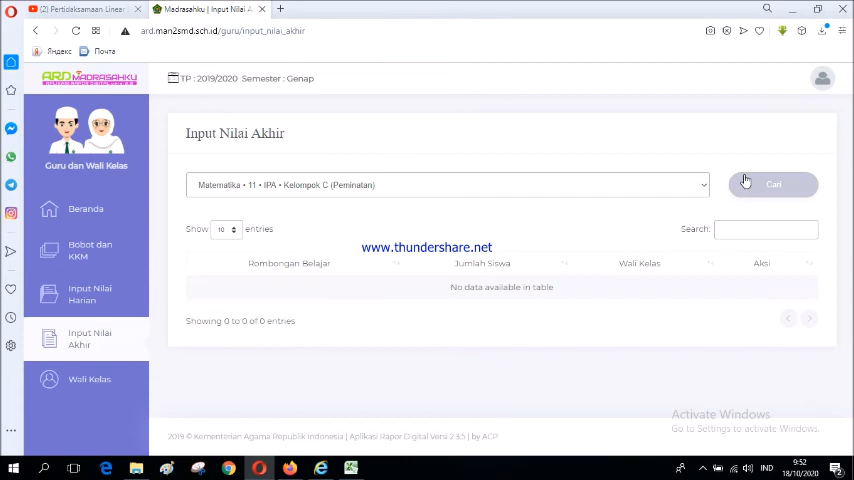 (2) Pertidaksamaan Linear
Madrasahku | Input Nilai A
ard.man2smd.sch.id/guru/input_nilai_akhir
Яндекс
Почта
ARD MADRASAHKU
TP : 2019/2020 Semester : Genap
Guru dan Wali Kelas
Beranda
Bobot dan
KKM
Input Nilai
Harian
Input Nilai
Akhir
Wali Kelas
Input Nilai Akhir
Matematika • 11 • IPA • Kelompok C (Peminatan)
Cari
Show 10 entries
Search:
www.thundershare.net
Rombongan Belajar
Jumlah Siswa
Wali Kelas
Aksi
No data available in table
Showing 0 to 0 of 0 entries
Activate Windows
Go to Settings to activate Windows.
2019 © Kementerian Agama Republik Indonesia | Aplikasi Rapor Digital Versi 2.3.5 | by ACP
IND
9:52
18/10/2020
2